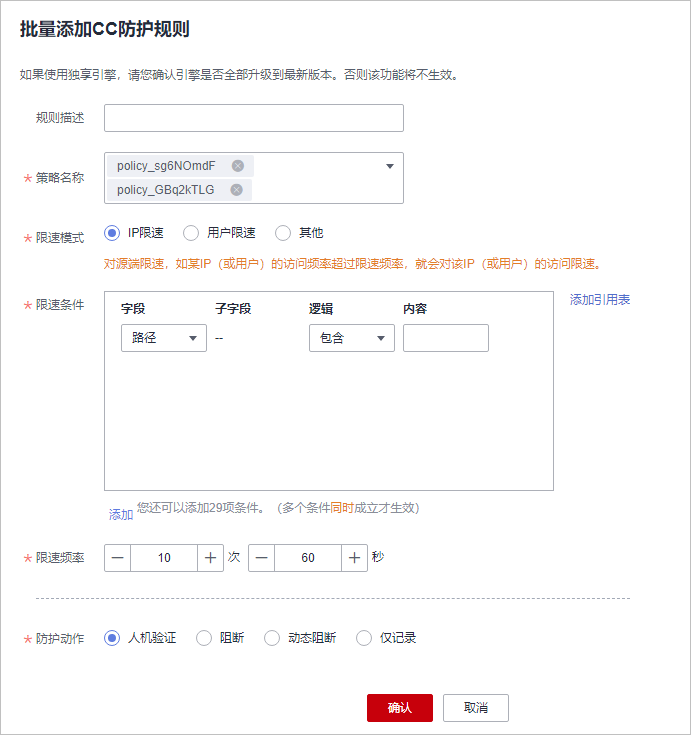 批量添加CC防护规则
如果使用独享引擎，请您确认引擎是否全部升级到最新版本。否则该功能将不生效。
规则描述
* 策略名称
policy_sg6NOmdF
policy_GBq2kTLG
* 限速模式 IP限速 用户限速 其他
对源端限速，如某IP（或用户）的访问频率超过限速频率，就会对该IP（或用户）的访问限速。
* 限速条件 添加引用表
字段 子字段 逻辑 内容
路径 -- 包含
添加 您还可以添加29项条件。（多个条件同时成立才生效）
* 限速频率 10 次 60 秒
* 防护动作 人机验证 阻断 动态阻断 仅记录
确认 取消